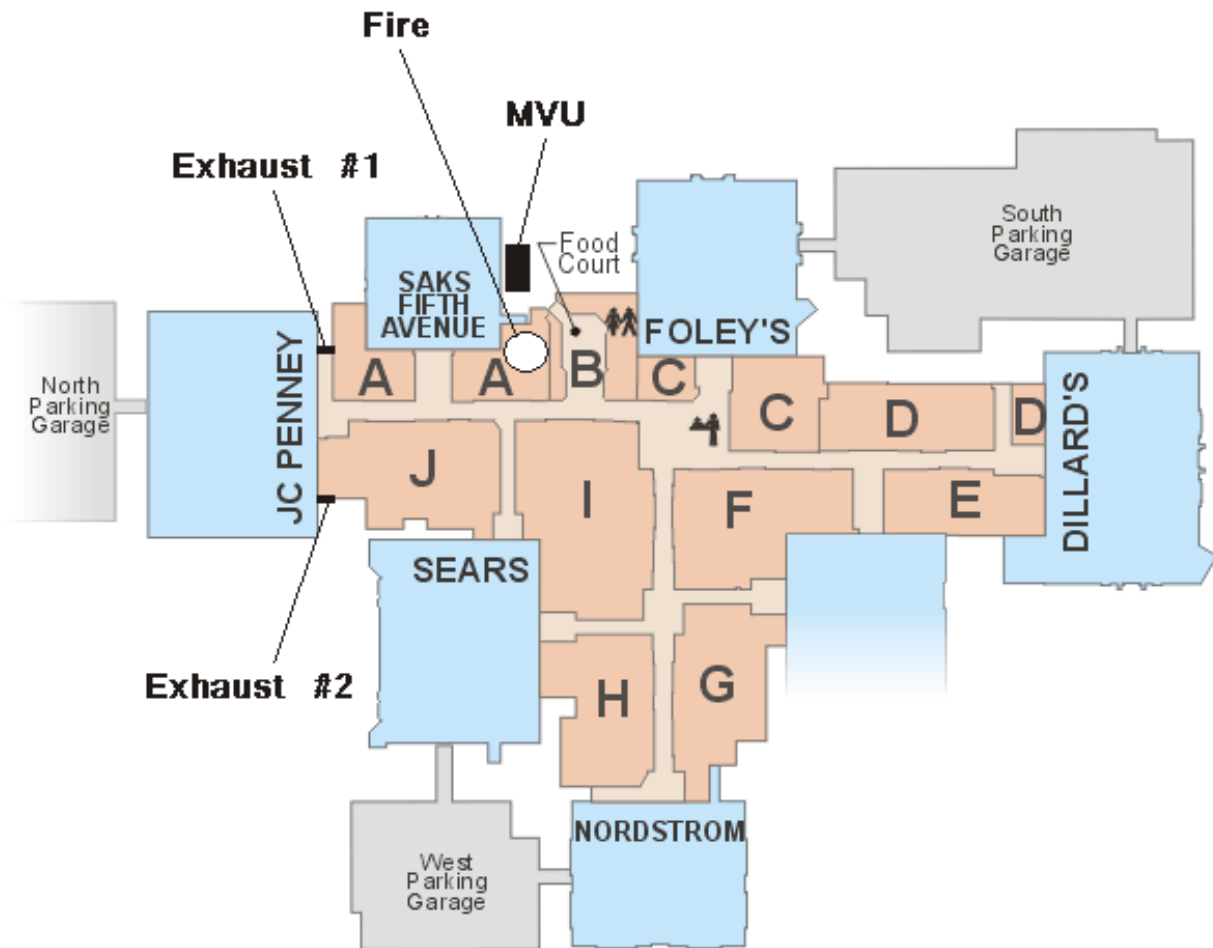 Fire
MVU
Exhaust #1
Food
Court
South
Parking
Garage
SAKS
FIFTH
AVENUE
FOLEY'S
North
Parking
Garage
JC PENNEY
A
A
B
C
C
D
D
DILLARD'S
J
I
F
E
SEARS
Exhaust #2
H
G
NORDSTROM
West
Parking
Garage